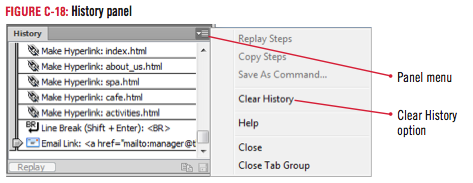 FIGURE C-18: History panel
History
Make Hyperlink: index.html
Make Hyperlink: about_us.html
Make Hyperlink: spa.html
Make Hyperlink: cafe.html
Make Hyperlink: activities.html
BR Line Break (Shift + Enter): <BR>
Email Link: <a href="mailto:manager@t
Replay
Replay Steps
Copy Steps
Save As Command...
Clear History
Help
Close
Close Tab Group
Panel menu
Clear History
option